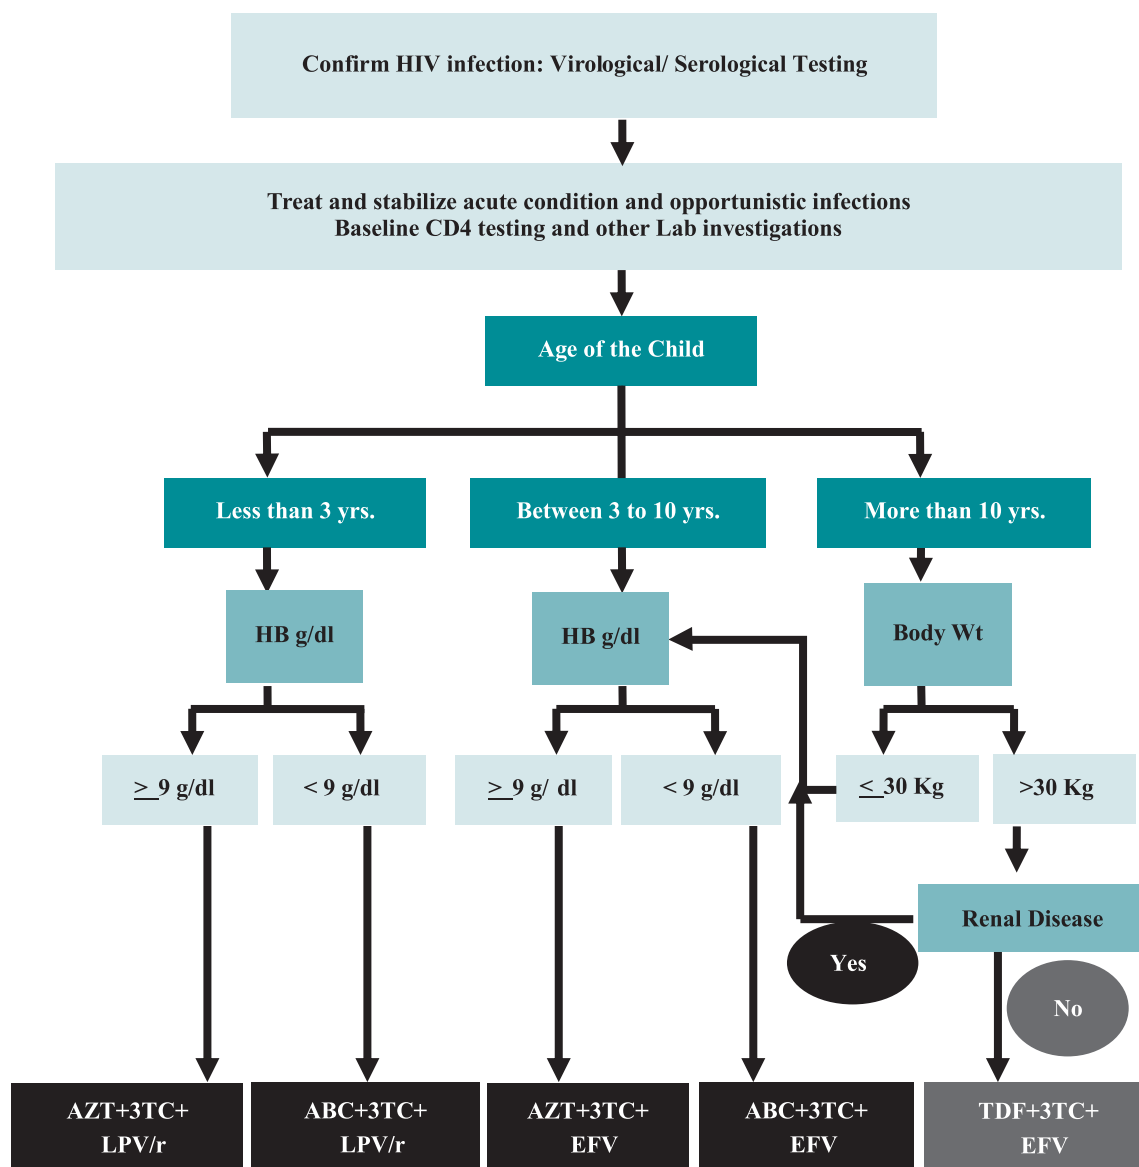 Confirm HIV infection: Virological/ Serological Testing
Treat and stabilize acute condition and opportunistic infections
Baseline CD4 testing and other Lab investigations
Age of the Child
Less than 3 yrs.
Between 3 to 10 yrs.
More than 10 yrs.
HB g/dl
HB g/dl
Body Wt
≥ 9 g/dl
< 9 g/dl
≥ 9 g/ dl
< 9 g/dl
≤ 30 Kg
>30 Kg
Renal Disease
Yes
No
AZT+3TC+
LPV/r
ABC+3TC+
LPV/r
AZT+3TC+
EFV
ABC+3TC+
EFV
TDF+3TC+
EFV